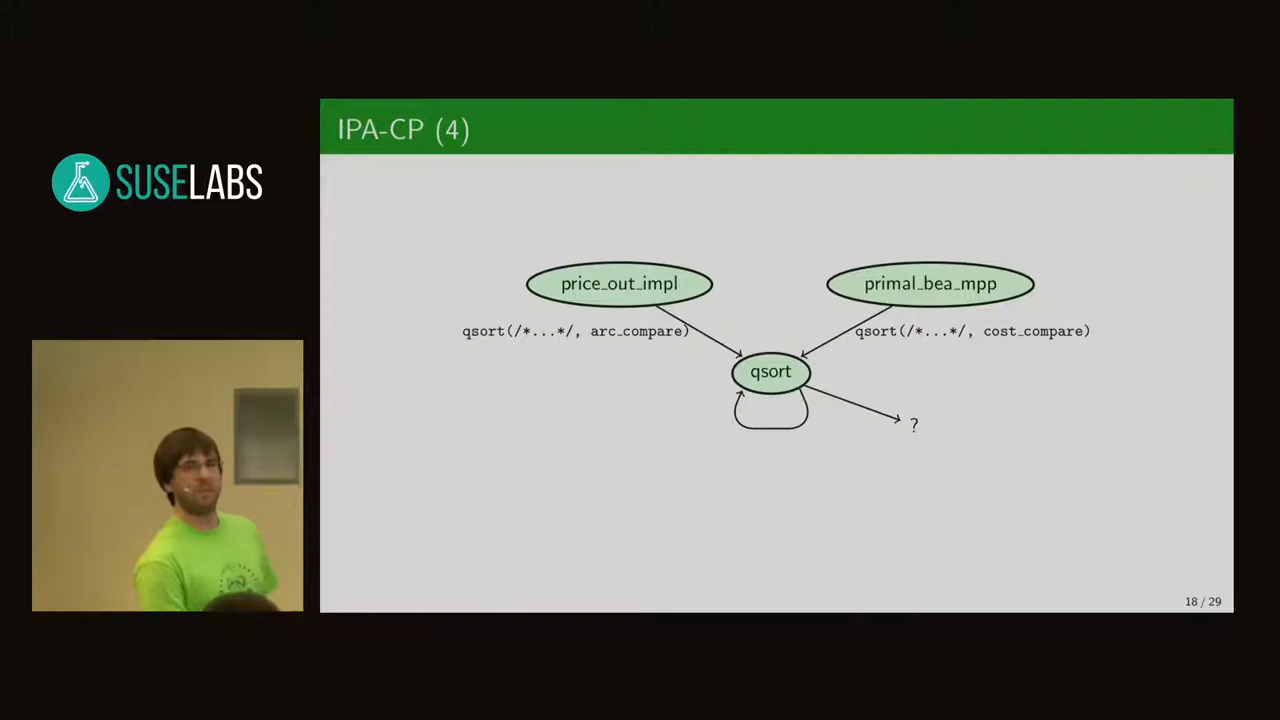 IPA-CP (4)
SUSELABS
price_out_impl
primal_bea_mpp
qsort(/*...*/, arc_compare)
qsort(/*...*/, cost_compare)
qsort
?
18 / 29